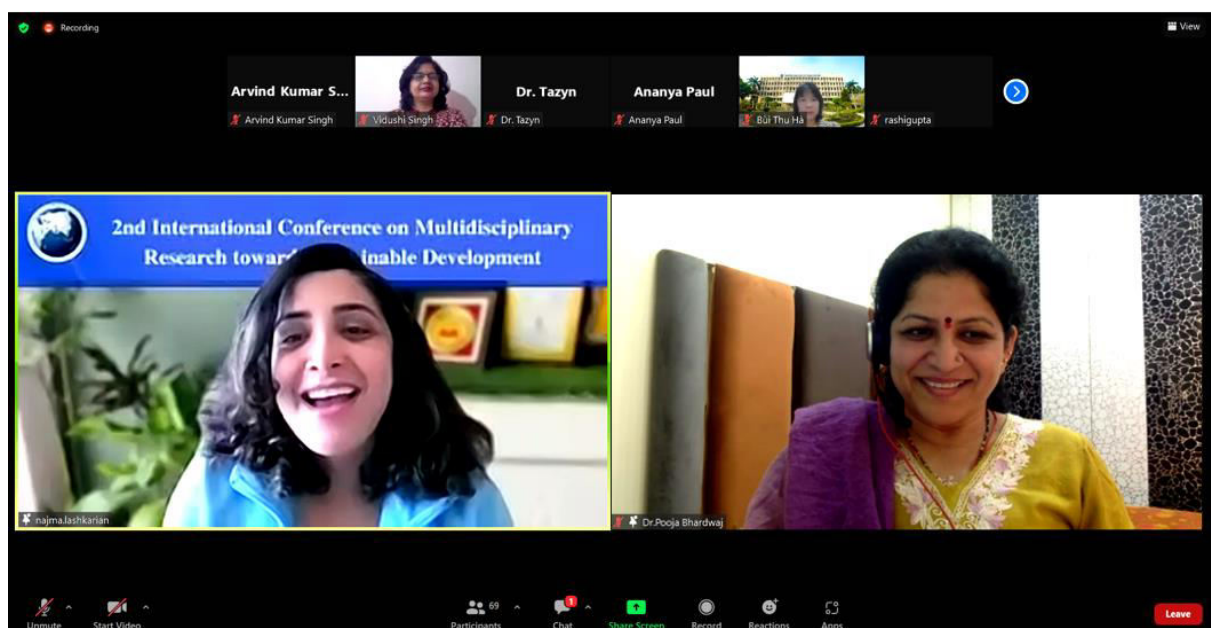 Recording
View
Arvind Kumar S...
Dr. Tazyn
Ananya Paul
Arvind Kumar Singh
Vidushi Singh
Dr. Tazyn
Ananya Paul
Bùi Thu Hà
rashigupta
2nd International Conference on Multidisciplinary
Research inable Development
najma.lashkarian
Dr.Pooja Bhardwaj
69
1
Unmute
Start Video
Participants
Chat
Share Screen
Record
Reactions
Apps
Leave